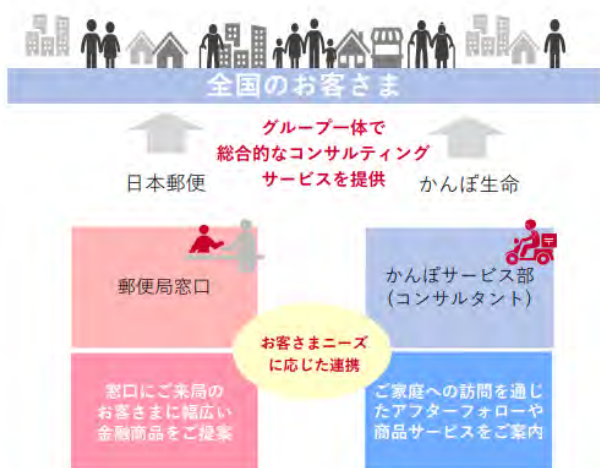 全国のお客さま
グループ一体で
総合的なコンサルティング
サービスを提供
日本郵便
かんぽ生命
郵便局窓口
かんぽサービス部
(コンサルタント)
お客さまニーズ
に応じた連携
窓口にご来局の
お客さまに幅広い
金融商品をご提案
ご家庭への訪問を通じ
たアフターフォローや
商品サービスをご案内